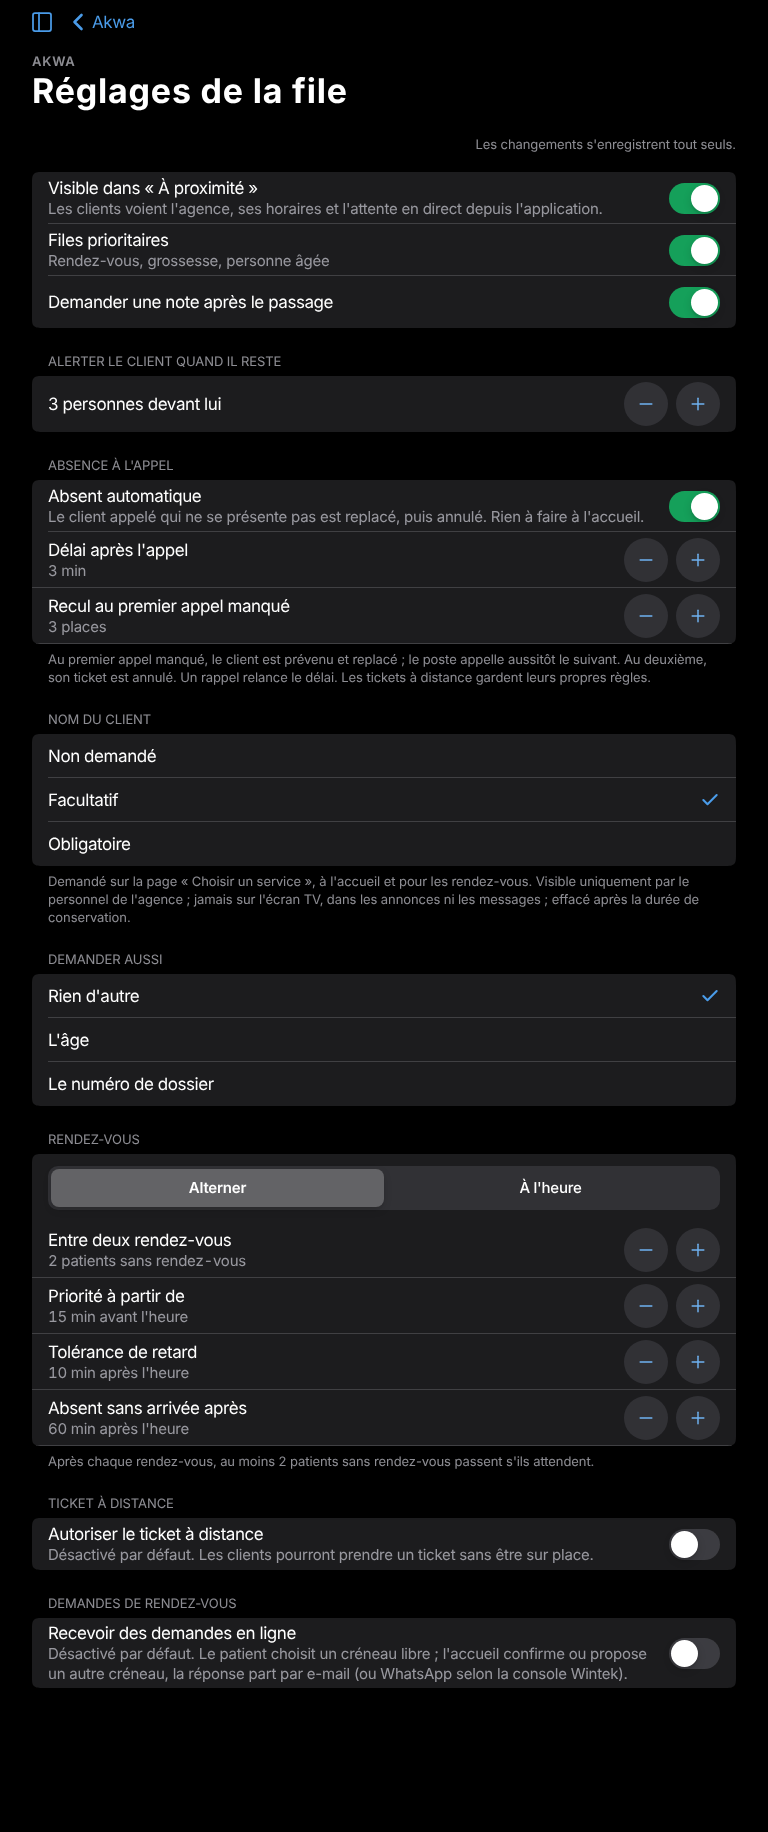 Akwa
AKWA
Réglages de la file
Les changements s'enregistrent tout seuls.
Visible dans « À proximité »
Les clients voient l'agence, ses horaires et l'attente en direct depuis l'application.
Files prioritaires
Rendez-vous, grossesse, personne âgée
Demander une note après le passage
ALERTER LE CLIENT QUAND IL RESTE
3 personnes devant lui
ABSENCE À L'APPEL
Absent automatique
Le client appelé qui ne se présente pas est replacé, puis annulé. Rien à faire à l'accueil.
Délai après l'appel
3 min
Recul au premier appel manqué
3 places
Au premier appel manqué, le client est prévenu et replacé ; le poste appelle aussitôt le suivant. Au deuxième,
son ticket est annulé. Un rappel relance le délai. Les tickets à distance gardent leurs propres règles.
NOM DU CLIENT
Non demandé
Facultatif
Obligatoire
Demandé sur la page « Choisir un service », à l'accueil et pour les rendez-vous. Visible uniquement par le
personnel de l'agence ; jamais sur l'écran TV, dans les annonces ni les messages ; effacé après la durée de
conservation.
DEMANDER AUSSI
Rien d'autre
L'âge
Le numéro de dossier
RENDEZ-VOUS
Alterner
À l'heure
Entre deux rendez-vous
2 patients sans rendez-vous
Priorité à partir de
15 min avant l'heure
Tolérance de retard
10 min après l'heure
Absent sans arrivée après
60 min après l'heure
Après chaque rendez-vous, au moins 2 patients sans rendez-vous passent s'ils attendent.
TICKET À DISTANCE
Autoriser le ticket à distance
Désactivé par défaut. Les clients pourront prendre un ticket sans être sur place.
DEMANDES DE RENDEZ-VOUS
Recevoir des demandes en ligne
Désactivé par défaut. Le patient choisit un créneau libre ; l'accueil confirme ou propose
un autre créneau, la réponse part par e-mail (ou WhatsApp selon la console Wintek).